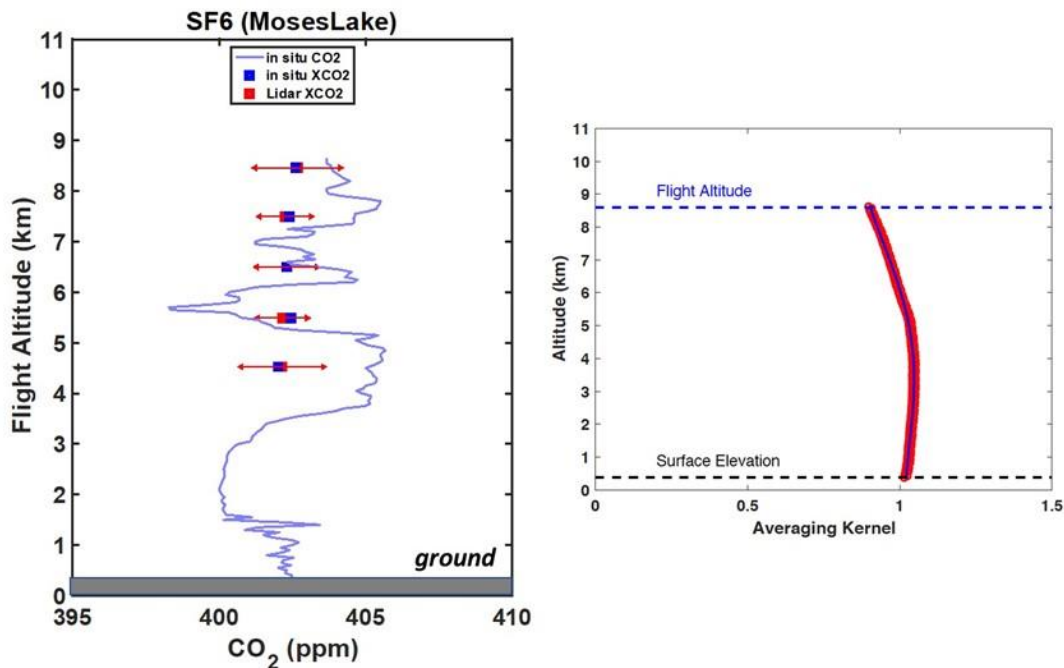 SF6 (MosesLake)
11
10
9
8
7
6
5
4
3
2
1
0
Flight Altitude (km)
in situ CO2
in situ XCO2
Lidar XCO2
ground
395
400
405
410
CO₂ (ppm)
11
10
9
8
7
6
5
4
3
2
1
0
Altitude (km)
Flight Altitude
Surface Elevation
0
0.5
1
1.5
Averaging Kernel